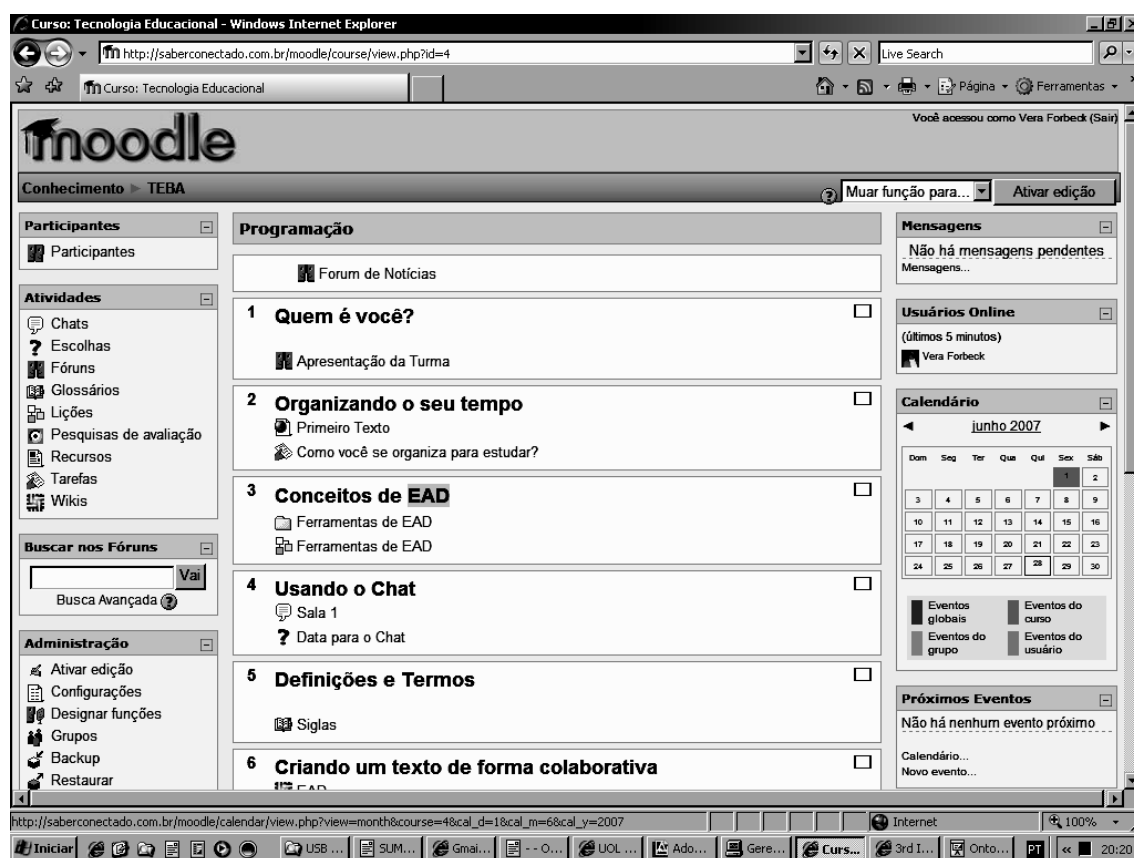 Curso: Tecnologia Educacional - Windows Internet Explorer
http://saberconectado.com.br/moodle/course/view.php?id=4
Live Search
Curso: Tecnologia Educacional
Página
Ferramentas
moodle
Você acessou como Vera Forbeck (Sair)
Conhecimento ► TEBA
Muar função para...
Ativar edição
Participantes
Participantes
Atividades
Chats
Escolhas
Fóruns
Glossários
Lições
Pesquisas de avaliação
Recursos
Tarefas
Wikis
Buscar nos Fóruns
Vai
Busca Avançada
Administração
Ativar edição
Configurações
Designar funções
Grupos
Backup
Restaurar
Programação
Forum de Notícias
1 Quem é você?
Apresentação da Turma
2 Organizando o seu tempo
Primeiro Texto
Como você se organiza para estudar?
3 Conceitos de EAD
Ferramentas de EAD
Ferramentas de EAD
4 Usando o Chat
Sala 1
Data para o Chat
5 Definições e Termos
Siglas
6 Criando um texto de forma colaborativa
EAD
Mensagens
Não há mensagens pendentes
Mensagens...
Usuários Online
(últimos 5 minutos)
Vera Forbeck
Calendário
junho 2007
Dom Seg Ter Qua Qui Sex Sáb
1 2
3 4 5 6 7 8 9
10 11 12 13 14 15 16
17 18 19 20 21 22 23
24 25 26 27 28 29 30
Eventos globais
Eventos do curso
Eventos do grupo
Eventos do usuário
Próximos Eventos
Não há nenhum evento próximo
Calendário...
Novo evento...
http://saberconectado.com.br/moodle/calendar/view.php?view=month&course=4&cal_d=1&cal_m=6&cal_y=2007
Internet
100%
Iniciar
USB ...
SUM...
Gmai...
- - O...
UOL ...
Ado...
Gere...
Curs...
3rd I...
Onto...
PT
20:20